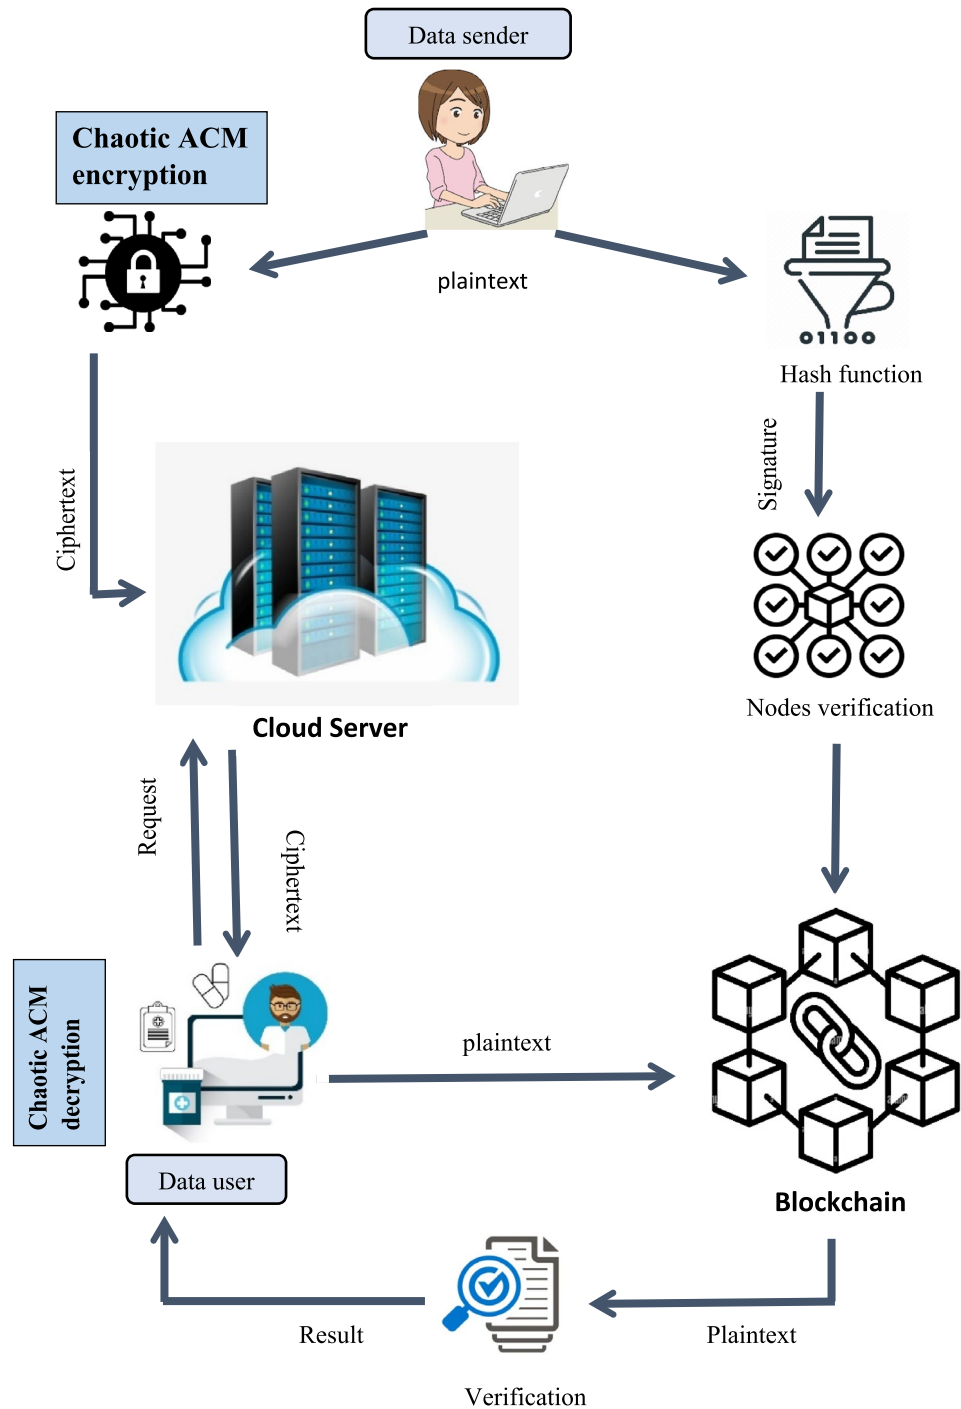 Data sender
Chaotic ACM
encryption
plaintext
01100
Hash function
Signature
Ciphertext
Nodes verification
Cloud Server
Request
Ciphertext
Chaotic ACM
decryption
plaintext
Data user
Blockchain
Result
Plaintext
Verification